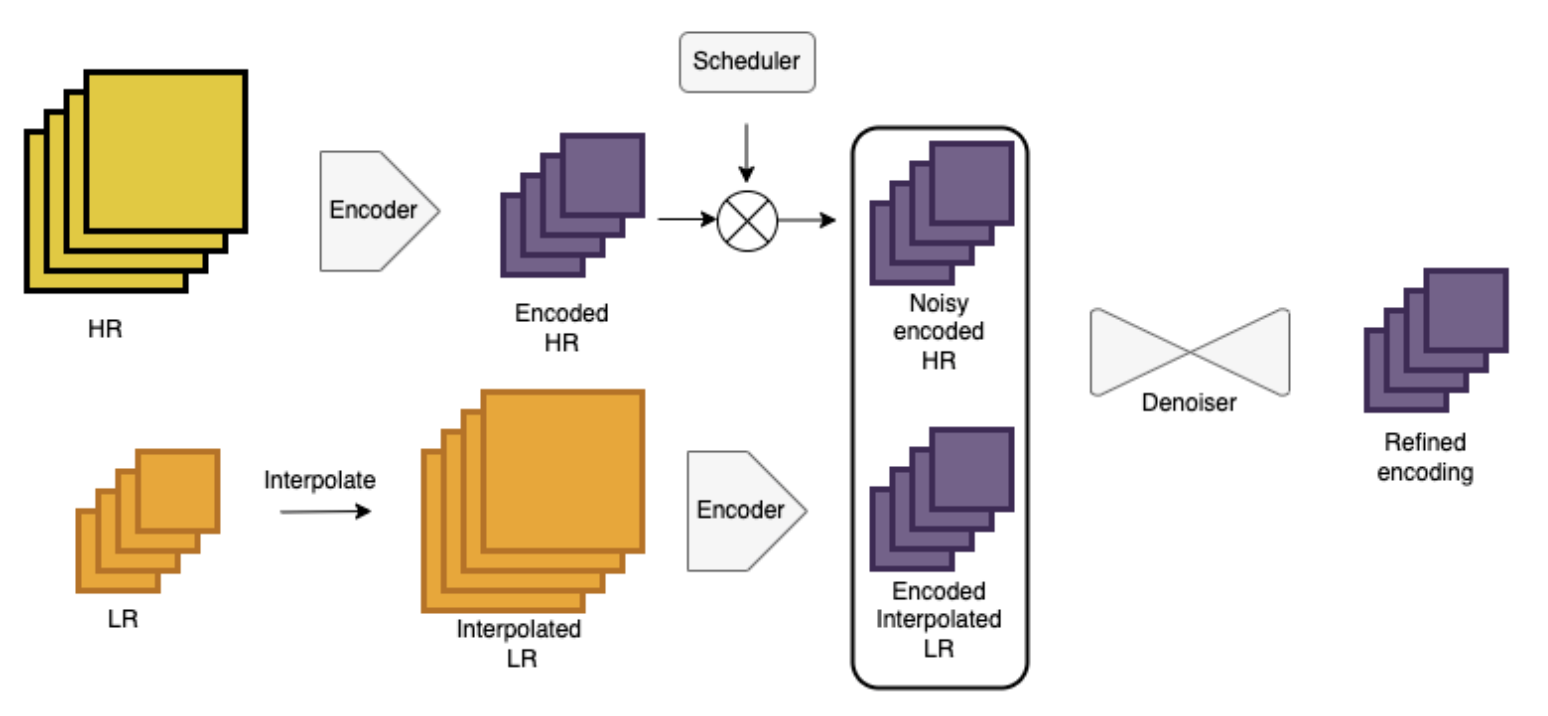 Scheduler
HR
Encoder
Encoded
HR
Noisy
encoded
HR
Denoiser
Refined
encoding
LR
Interpolate
Interpolated
LR
Encoder
Encoded
Interpolated
LR